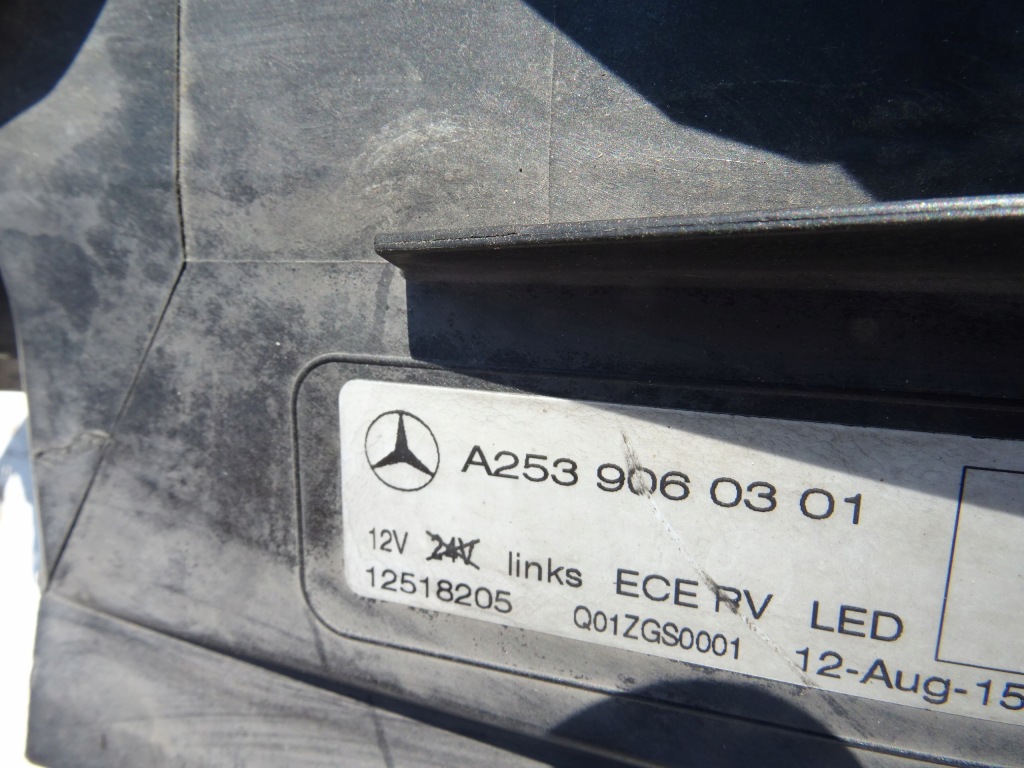 A253 906 03 01
12V 24V links ECE RV LED
12518205 Q01ZGS0001 12-Aug-15